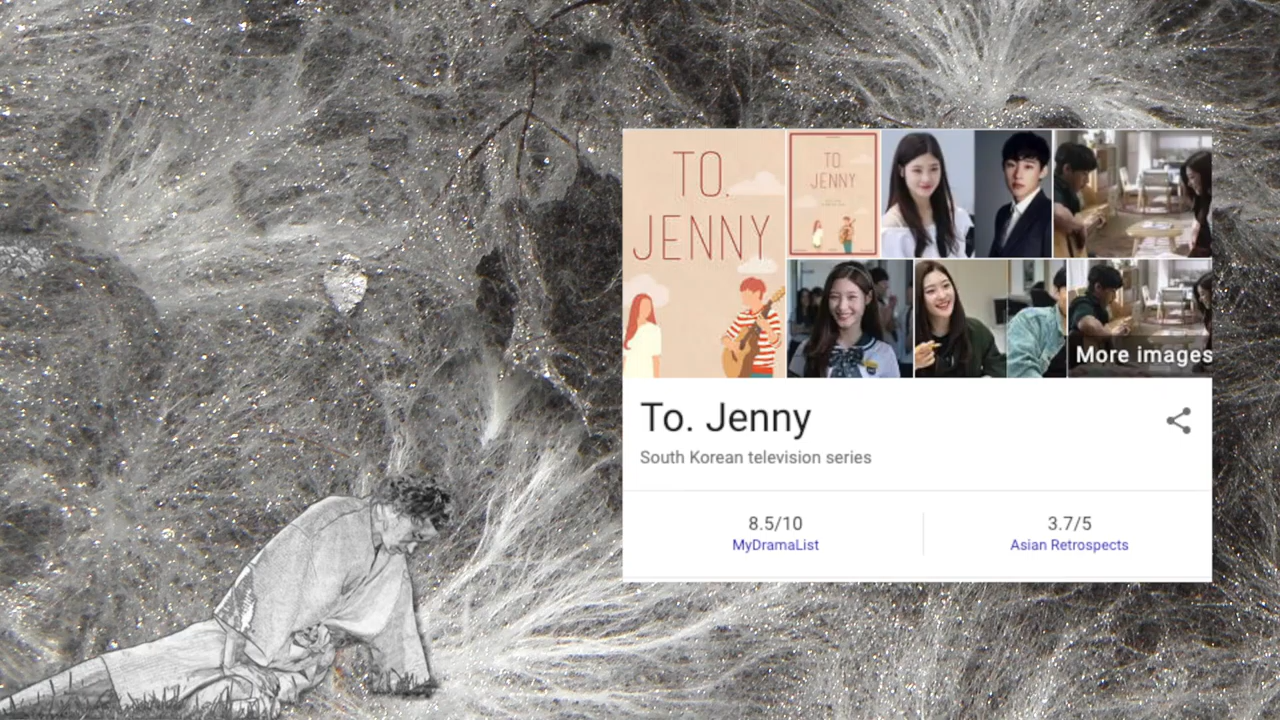 TO.
JENNY
TO.
JENNY
More images
To. Jenny
South Korean television series
8.5/10
3.7/5
MyDramaList
Asian Retrospects